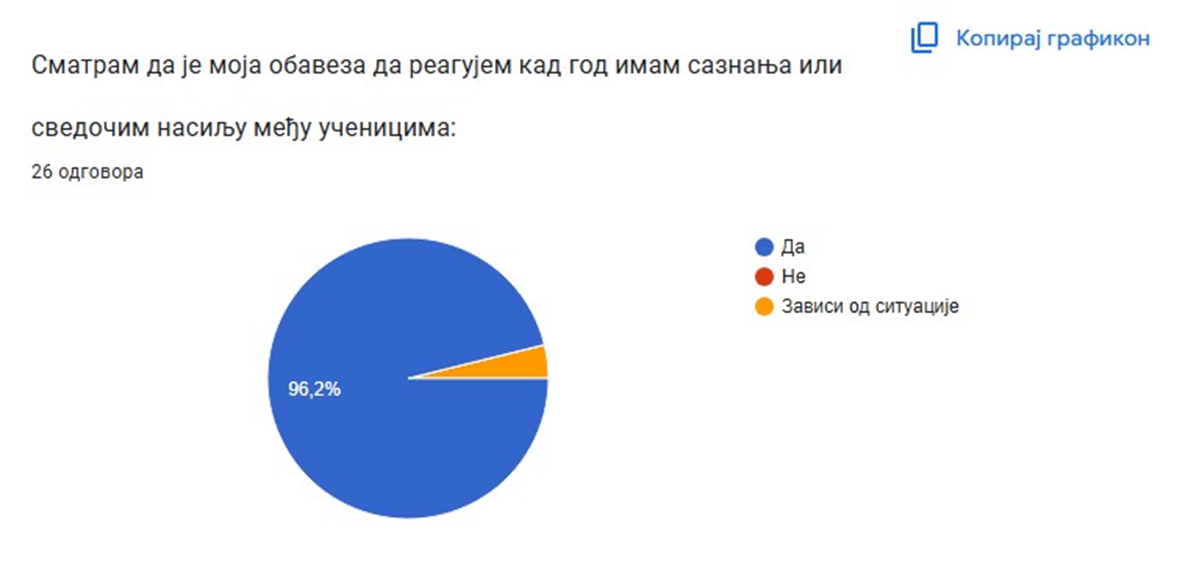 Копирај графикон
Сматрам да је моја обавеза да реагујем кад год имам сазнања или
сведочим насиљу међу ученицима:
26 одговора
Да
Не
Зависи од ситуације
96,2%